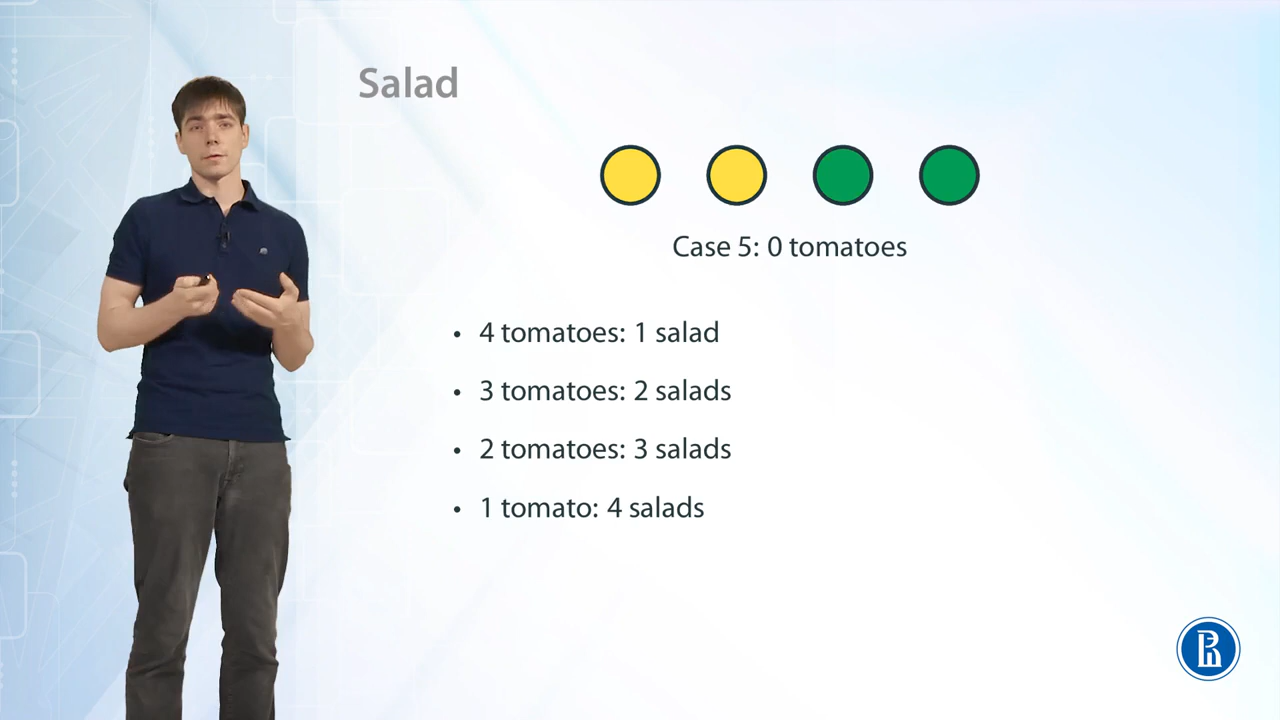 Salad
Case 5: 0 tomatoes
• 4 tomatoes: 1 salad
• 3 tomatoes: 2 salads
• 2 tomatoes: 3 salads
• 1 tomato: 4 salads